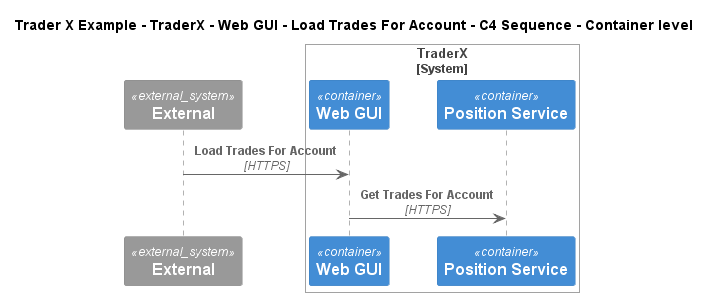 Trader X Example - TraderX - Web GUI - Load Trades For Account - C4 Sequence - Container level
TraderX
[System]
«external_system»
External
«container»
Web GUI
«container»
Position Service
Load Trades For Account
[HTTPS]
Get Trades For Account
[HTTPS]
«external_system»
External
«container»
Web GUI
«container»
Position Service